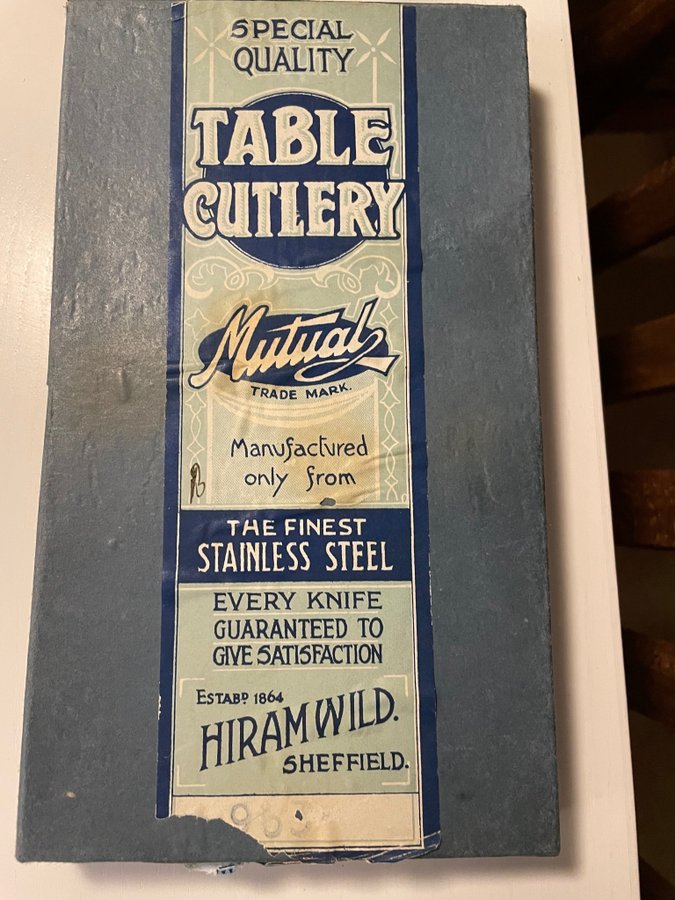 SPECIAL
QUALITY
TABLE
CUTLERY
Mutual
TRADE MARK.
Manufactured
only from
THE FINEST
STAINLESS STEEL
EVERY KNIFE
GUARANTEED TO
GIVE SATISFACTION
ESTABD 1864
HIRAM WILD.
SHEFFIELD.